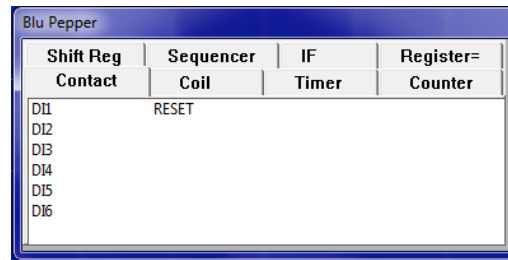 Blu Pepper
Shift Reg Sequencer IF Register=
Contact Coil Timer Counter
DI1 RESET
DI2
DI3
DI4
DI5
DI6